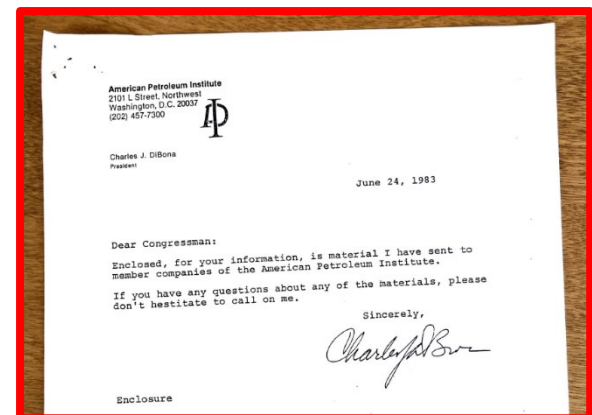 American Petroleum Institute
2101 L Street, Northwest
Washington, D.C. 20037
(202) 457-7300
API
Charles J. DiBona
President
June 24, 1983
Dear Congressman:
Enclosed, for your information, is material I have sent to
member companies of the American Petroleum Institute.
If you have any questions about any of the materials, please
don't hestitate to call on me.
Sincerely,
Enclosure